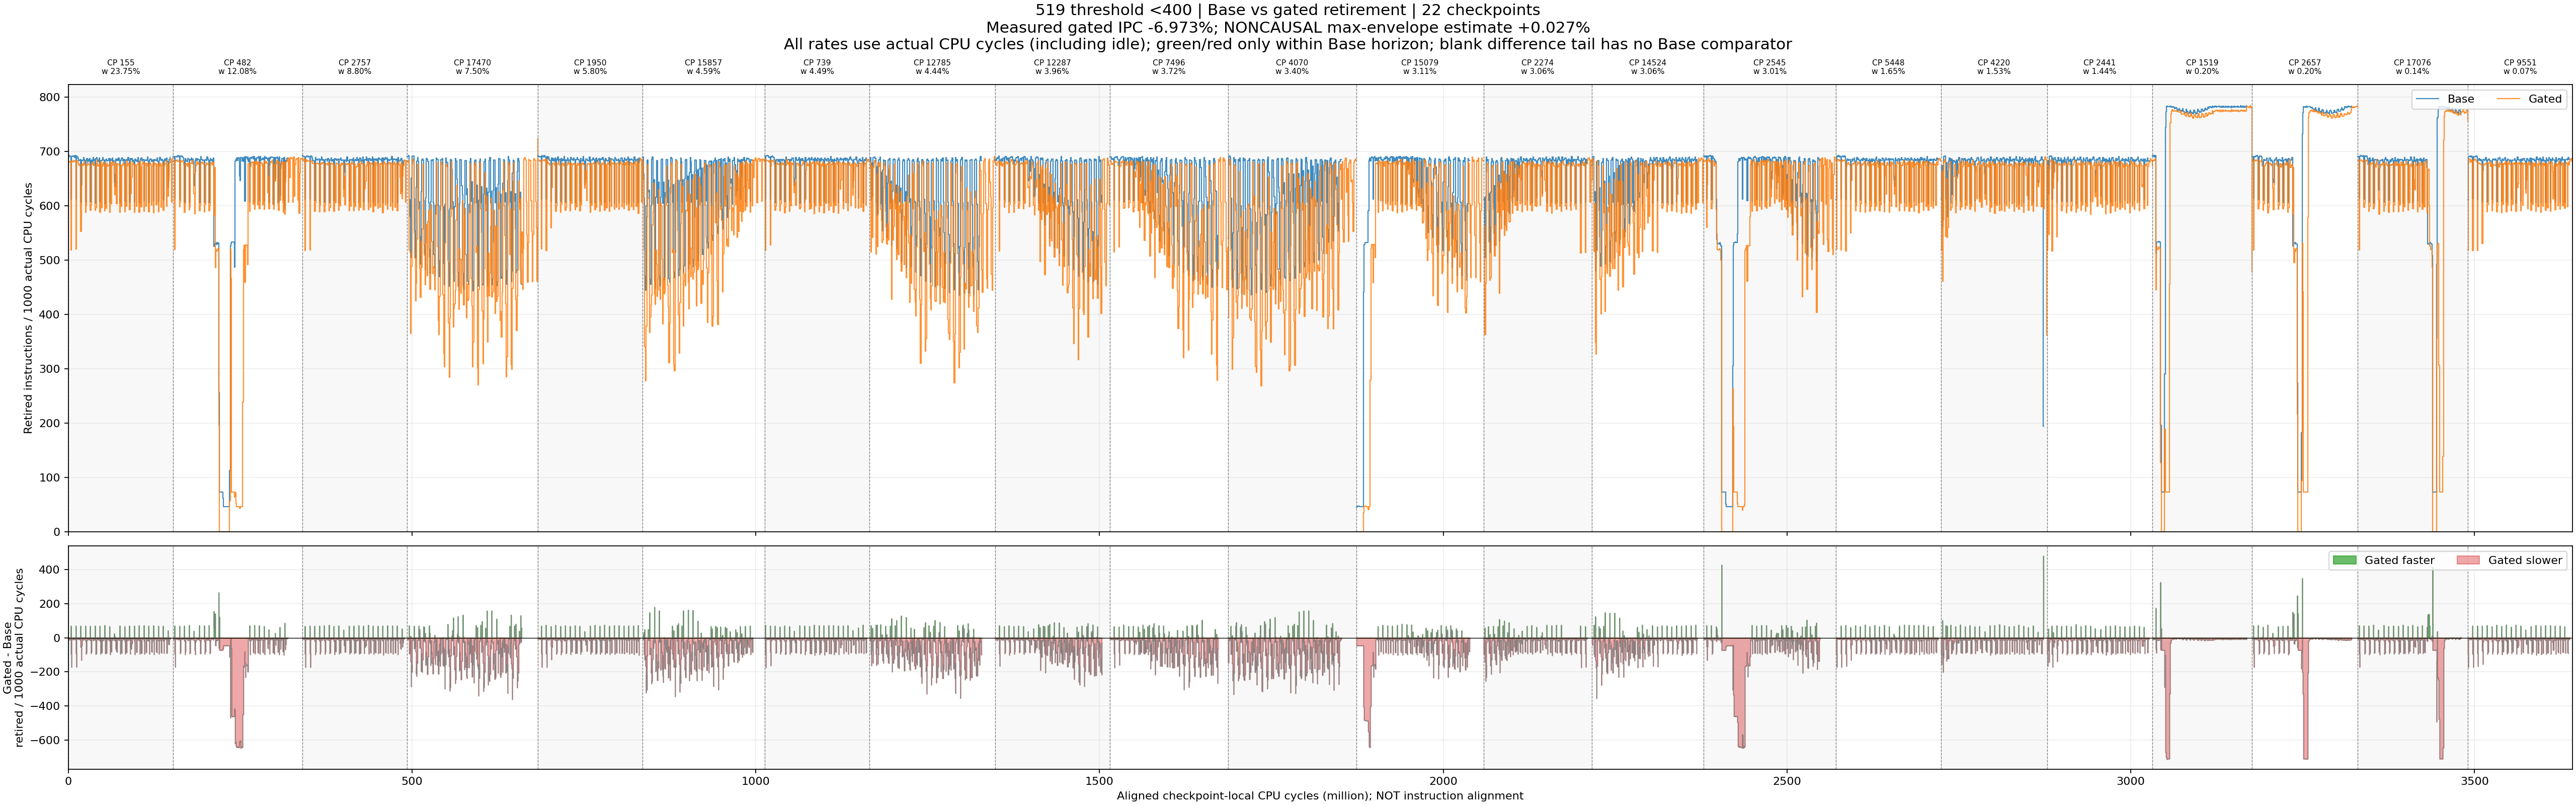 519 threshold <400 | Base vs gated retirement | 22 checkpoints
Measured gated IPC -6.973%; NONCAUSAL max-envelope estimate +0.027%
All rates use actual CPU cycles (including idle); green/red only within Base horizon; blank difference tail has no Base comparator
CP 155
w 23.75%
CP 482
w 12.08%
CP 2757
w 8.80%
CP 17470
w 7.50%
CP 1950
w 5.80%
CP 15857
w 4.59%
CP 739
w 4.49%
CP 12785
w 4.44%
CP 12287
w 3.96%
CP 7496
w 3.72%
CP 4070
w 3.40%
CP 15079
w 3.11%
CP 2274
w 3.06%
CP 14524
w 3.06%
CP 2545
w 3.01%
CP 5448
w 1.65%
CP 4220
w 1.53%
CP 2441
w 1.44%
CP 1519
w 0.20%
CP 2657
w 0.20%
CP 17076
w 0.14%
CP 9551
w 0.07%
Retired instructions / 1000 actual CPU cycles
800
700
600
500
400
300
200
100
0
Base
Gated
Gated - Base
retired / 1000 actual CPU cycles
400
200
0
−200
−400
−600
Gated faster
Gated slower
0
500
1000
1500
2000
2500
3000
3500
Aligned checkpoint-local CPU cycles (million); NOT instruction alignment